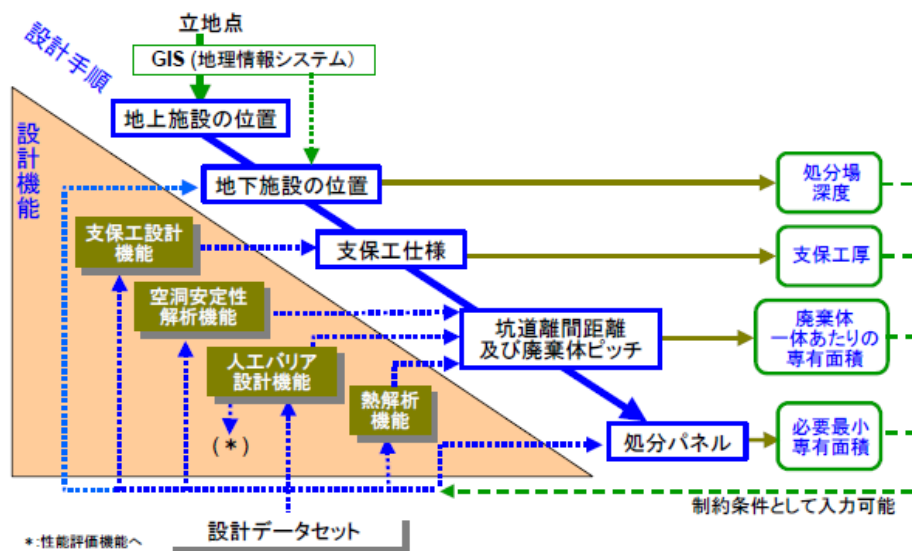 立地点
GIS (地理情報システム)
設計手順
地上施設の位置
設計機能
地下施設の位置
処分場
深度
支保工設計
機能
支保工仕様
支保工厚
空洞安定性
解析機能
坑道離間距離
及び廃棄体ピッチ
廃棄体
一体あたりの
専有面積
人工バリア
設計機能
熱解析
機能
(*)
処分パネル
必要最小
専有面積
制約条件として入力可能
設計データセット
*:性能評価機能へ